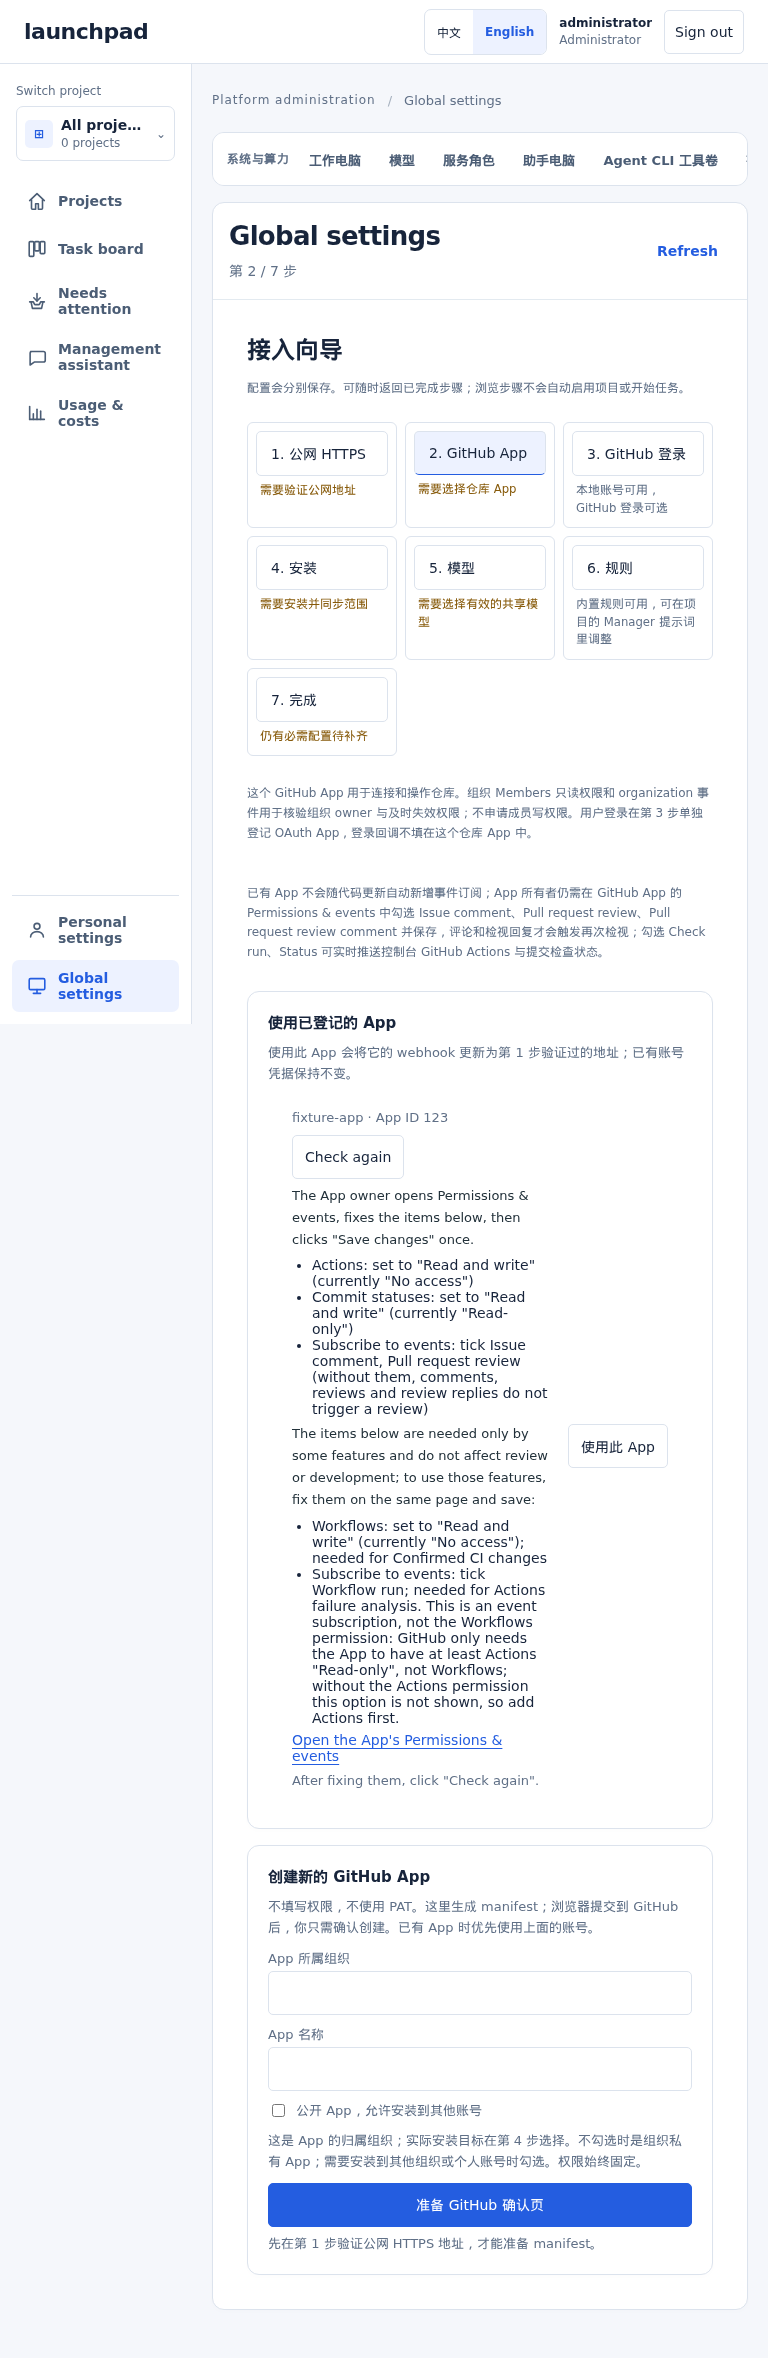 launchpad
中文
English
administrator
Administrator
Sign out
Switch project
All proje...
0 projects
Projects
Task board
Needs
attention
Management
assistant
Usage &
costs
Personal
settings
Global
settings
Platform administration / Global settings
系统与算力 工作电脑 模型 服务角色 助手电脑 Agent CLI 工具卷
Global settings
第 2 / 7 步
Refresh
接入向导
配置会分别保存。可随时返回已完成步骤；浏览步骤不会自动启用项目或开始任务。
1. 公网 HTTPS
需要验证公网地址
2. GitHub App
需要选择仓库 App
3. GitHub 登录
本地账号可用，
GitHub 登录可选
4. 安装
需要安装并同步范围
5. 模型
需要选择有效的共享模
型
6. 规则
内置规则可用，可在项
目的 Manager 提示词
里调整
7. 完成
仍有必需配置待补齐
这个 GitHub App 用于连接和操作仓库。组织 Members 只读权限和 organization 事
件用于核验组织 owner 与及时失效权限；不申请成员写权限。用户登录在第 3 步单独
登记 OAuth App，登录回调不填在这个仓库 App 中。
已有 App 不会随代码更新自动新增事件订阅；App 所有者仍需在 GitHub App 的
Permissions & events 中勾选 Issue comment、Pull request review、Pull
request review comment 并保存，评论和检视回复才会触发再次检视；勾选 Check
run、Status 可实时推送控制台 GitHub Actions 与提交检查状态。
使用已登记的 App
使用此 App 会将它的 webhook 更新为第 1 步验证过的地址；已有账号
凭据保持不变。
fixture-app · App ID 123
Check again
The App owner opens Permissions &
events, fixes the items below, then
clicks "Save changes" once.
• Actions: set to "Read and write"
(currently "No access")
• Commit statuses: set to "Read
and write" (currently "Read-
only")
• Subscribe to events: tick Issue
comment, Pull request review
(without them, comments,
reviews and review replies do not
trigger a review)
The items below are needed only by
some features and do not affect review
or development; to use those features,
fix them on the same page and save:
使用此 App
• Workflows: set to "Read and
write" (currently "No access");
needed for Confirmed CI changes
• Subscribe to events: tick
Workflow run; needed for Actions
failure analysis. This is an event
subscription, not the Workflows
permission: GitHub only needs
the App to have at least Actions
"Read-only", not Workflows;
without the Actions permission
this option is not shown, so add
Actions first.
Open the App's Permissions &
events
After fixing them, click "Check again".
创建新的 GitHub App
不填写权限，不使用 PAT。这里生成 manifest；浏览器提交到 GitHub
后，你只需确认创建。已有 App 时优先使用上面的账号。
App 所属组织
App 名称
公开 App，允许安装到其他账号
这是 App 的归属组织；实际安装目标在第 4 步选择。不勾选时是组织私
有 App；需要安装到其他组织或个人账号时勾选。权限始终固定。
准备 GitHub 确认页
先在第 1 步验证公网 HTTPS 地址，才能准备 manifest。